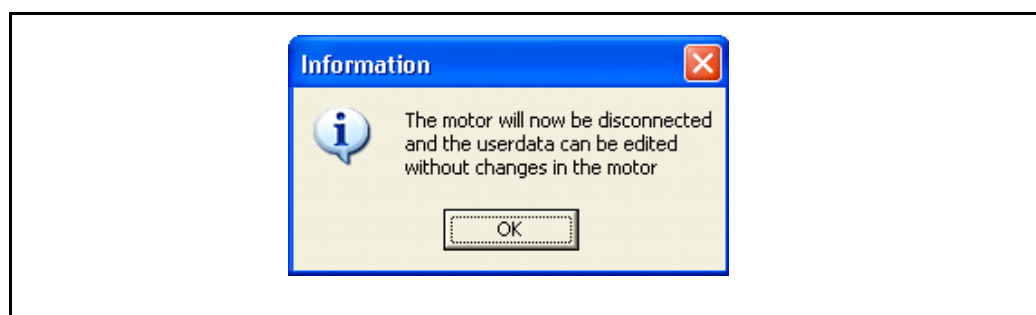 Information
The motor will now be disconnected
and the userdata can be edited
without changes in the motor
OK